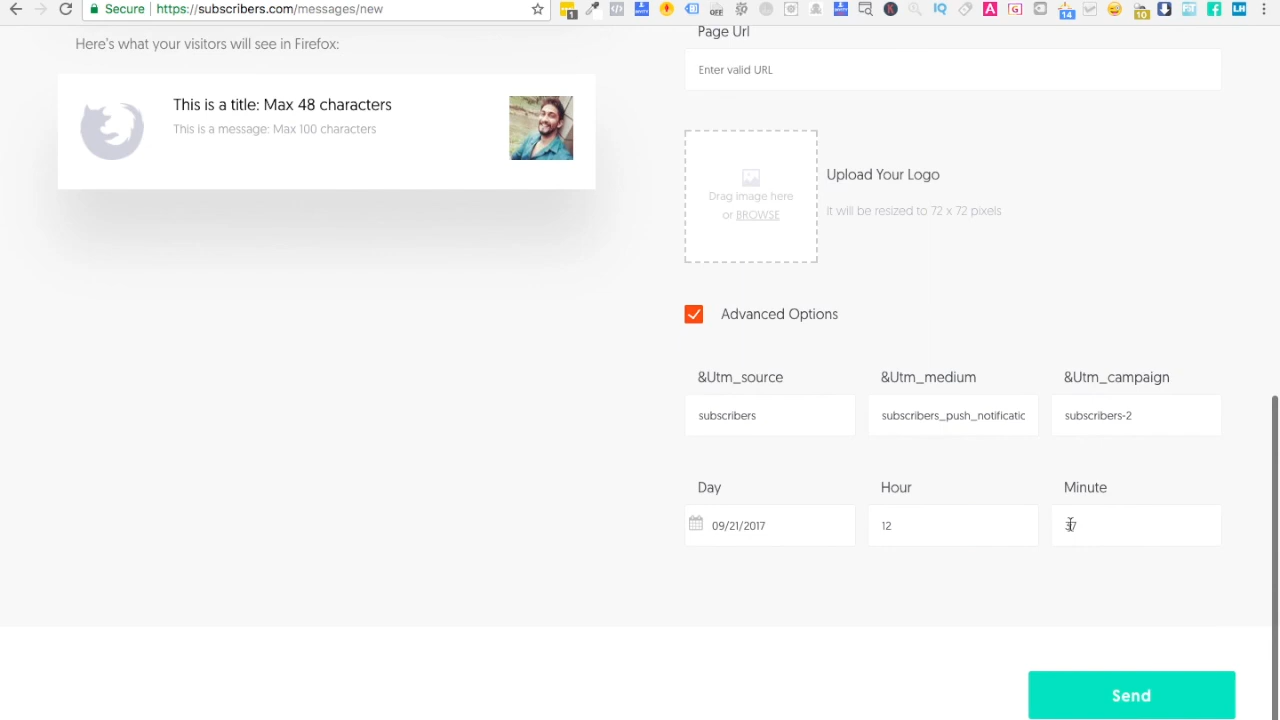 Secure
https://subscribers.com/messages/new
Here's what your visitors will see in Firefox:
This is a title: Max 48 characters
This is a message: Max 100 characters
Page Url
Enter valid URL
Drag image here
or BROWSE
Upload Your Logo
it will be resized to 72 x 72 pixels
Advanced Options
&Utm_source
&Utm_medium
&Utm_campaign
subscribers
subscribers_push_notificatic
subscribers-2
Day
Hour
Minute
09/21/2017
12
37
Send